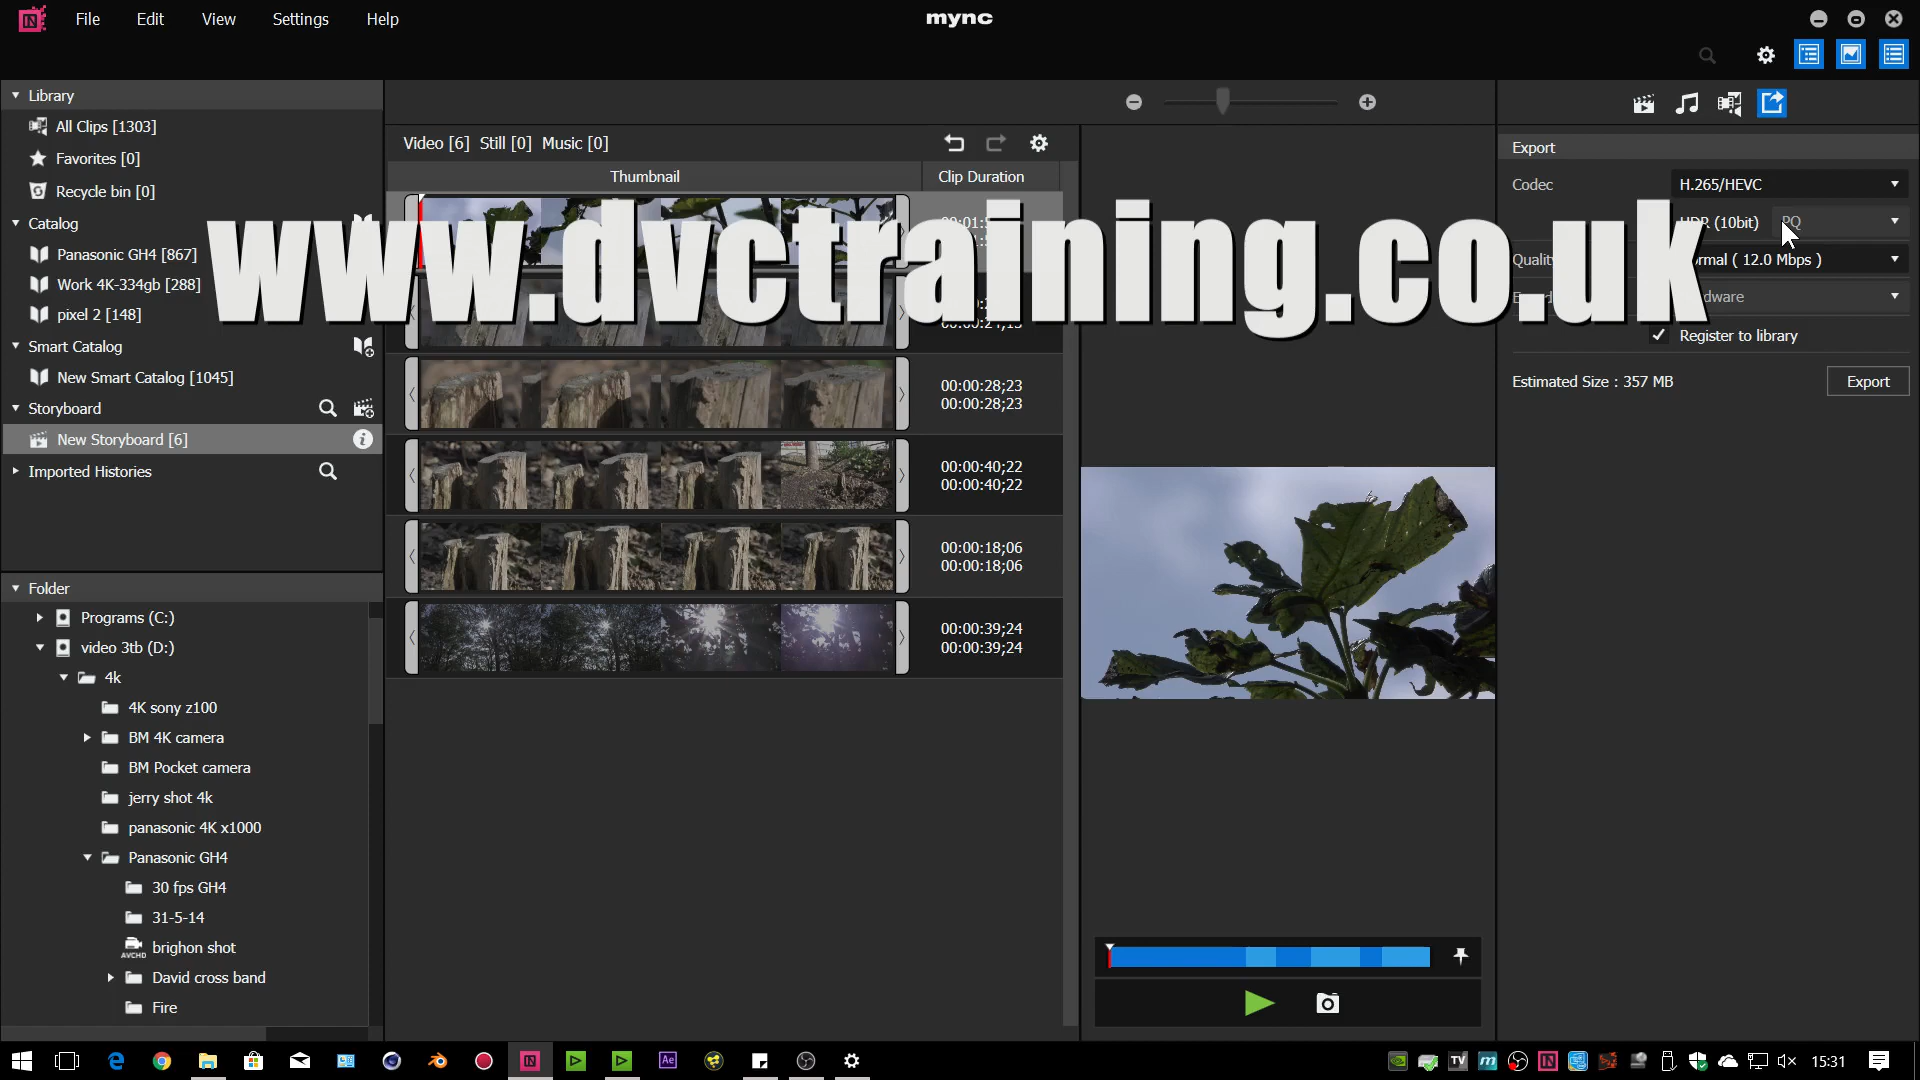 File Edit View Settings Help
mync
Library
All Clips [1303]
Favorites [0]
Recycle bin [0]
Catalog
Panasonic GH4 [867]
Work 4K-334gb [288]
pixel 2 [148]
Smart Catalog
New Smart Catalog [1045]
Storyboard
New Storyboard [6]
Imported Histories
Folder
Programs (C:)
video 3tb (D:)
4k
4K sony z100
BM 4K camera
BM Pocket camera
jerry shot 4k
panasonic 4K x1000
Panasonic GH4
30 fps GH4
31-5-14
AVCHD brighon shot
David cross band
Fire
Video [6] Still [0] Music [0]
Thumbnail Clip Duration
www.dvctraining.co.uk
00:00:28;23
00:00:28;23
00:00:40;22
00:00:40;22
00:00:18;06
00:00:18;06
00:00:39;24
00:00:39;24
Export
Codec H.265/HEVC
(10bit) PQ
( 12.0 Mbps )
Register to library
Estimated Size : 357 MB Export
Ae TV 15:31